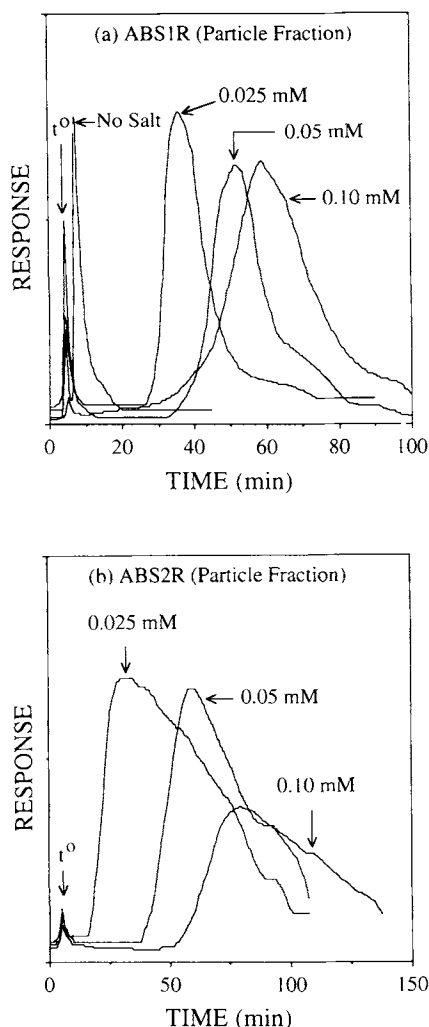 (a) ABS1R (Particle Fraction)
0.025 mM
t° No Salt
0.05 mM
0.10 mM
RESPONSE
0 20 40 60 80 100
TIME (min)
(b) ABS2R (Particle Fraction)
0.025 mM
0.05 mM
0.10 mM
t°
RESPONSE
0 50 100 150
TIME (min)